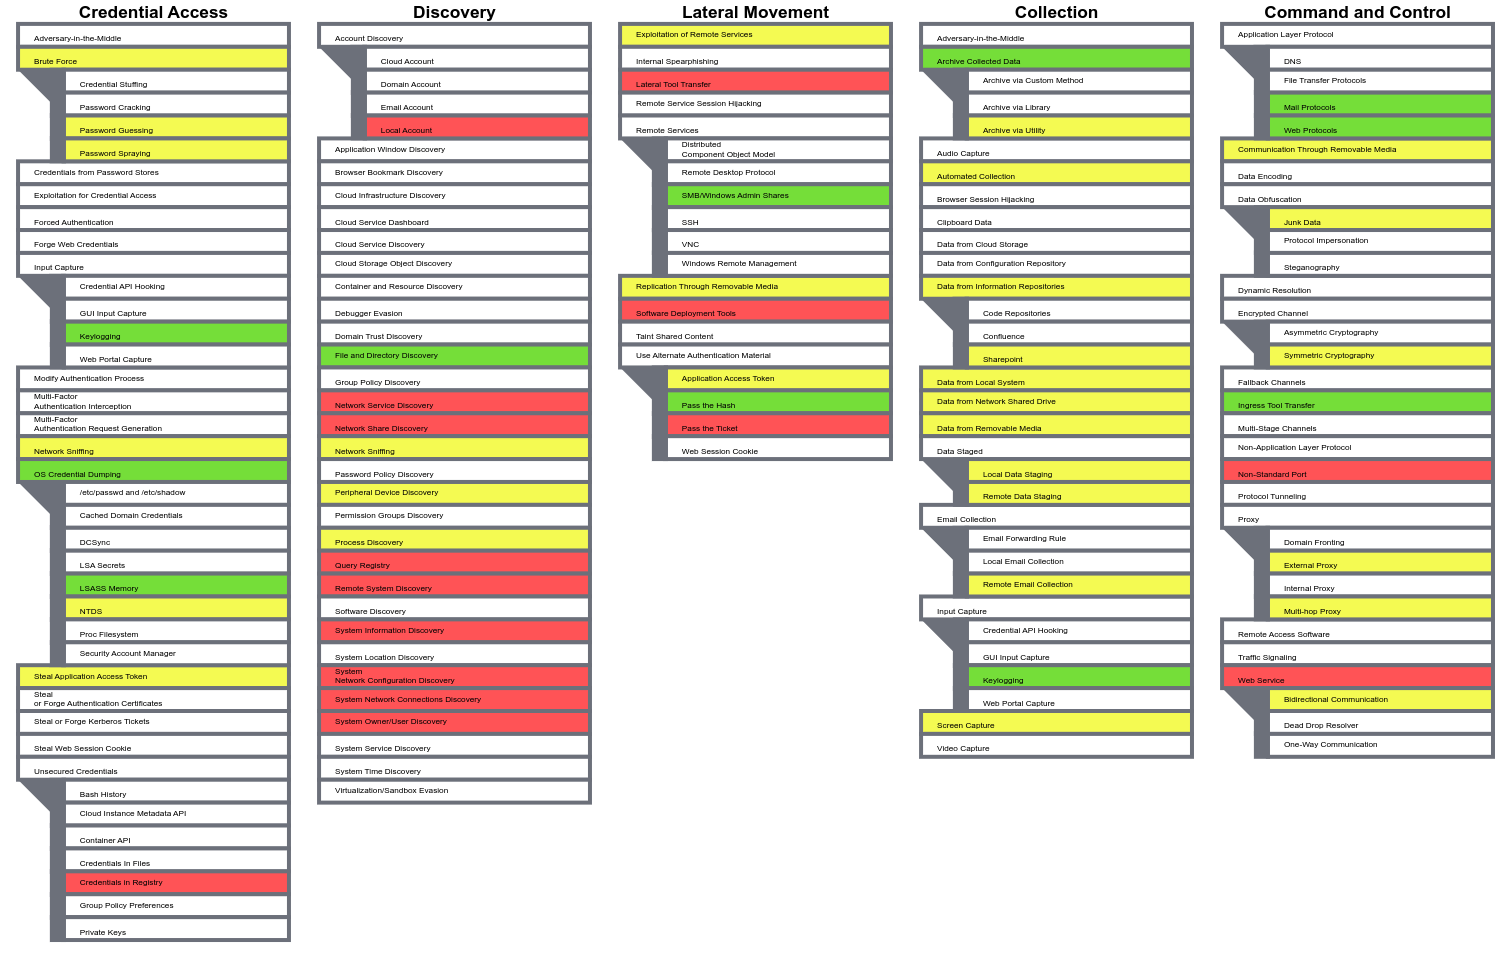 Credential Access
Adversary-in-the-Middle
Brute Force
Credential Stuffing
Password Cracking
Password Guessing
Password Spraying
Credentials from Password Stores
Exploitation for Credential Access
Forced Authentication
Forge Web Credentials
Input Capture
Credential API Hooking
GUI Input Capture
Keylogging
Web Portal Capture
Modify Authentication Process
Multi-Factor
Authentication Interception
Multi-Factor
Authentication Request Generation
Network Sniffing
OS Credential Dumping
/etc/passwd and /etc/shadow
Cached Domain Credentials
DCSync
LSA Secrets
LSASS Memory
NTDS
Proc Filesystem
Security Account Manager
Steal Application Access Token
Steal
or Forge Authentication Certificates
Steal or Forge Kerberos Tickets
Steal Web Session Cookie
Unsecured Credentials
Bash History
Cloud Instance Metadata API
Container API
Credentials In Files
Credentials in Registry
Group Policy Preferences
Private Keys
Discovery
Account Discovery
Cloud Account
Domain Account
Email Account
Local Account
Application Window Discovery
Browser Bookmark Discovery
Cloud Infrastructure Discovery
Cloud Service Dashboard
Cloud Service Discovery
Cloud Storage Object Discovery
Container and Resource Discovery
Debugger Evasion
Domain Trust Discovery
File and Directory Discovery
Group Policy Discovery
Network Service Discovery
Network Share Discovery
Network Sniffing
Password Policy Discovery
Peripheral Device Discovery
Permission Groups Discovery
Process Discovery
Query Registry
Remote System Discovery
Software Discovery
System Information Discovery
System Location Discovery
System
Network Configuration Discovery
System Network Connections Discovery
System Owner/User Discovery
System Service Discovery
System Time Discovery
Virtualization/Sandbox Evasion
Lateral Movement
Exploitation of Remote Services
Internal Spearphishing
Lateral Tool Transfer
Remote Service Session Hijacking
Remote Services
Distributed
Component Object Model
Remote Desktop Protocol
SMB/Windows Admin Shares
SSH
VNC
Windows Remote Management
Replication Through Removable Media
Software Deployment Tools
Taint Shared Content
Use Alternate Authentication Material
Application Access Token
Pass the Hash
Pass the Ticket
Web Session Cookie
Collection
Adversary-in-the-Middle
Archive Collected Data
Archive via Custom Method
Archive via Library
Archive via Utility
Audio Capture
Automated Collection
Browser Session Hijacking
Clipboard Data
Data from Cloud Storage
Data from Configuration Repository
Data from Information Repositories
Code Repositories
Confluence
Sharepoint
Data from Local System
Data from Network Shared Drive
Data from Removable Media
Data Staged
Local Data Staging
Remote Data Staging
Email Collection
Email Forwarding Rule
Local Email Collection
Remote Email Collection
Input Capture
Credential API Hooking
GUI Input Capture
Keylogging
Web Portal Capture
Screen Capture
Video Capture
Command and Control
Application Layer Protocol
DNS
File Transfer Protocols
Mail Protocols
Web Protocols
Communication Through Removable Media
Data Encoding
Data Obfuscation
Junk Data
Protocol Impersonation
Steganography
Dynamic Resolution
Encrypted Channel
Asymmetric Cryptography
Symmetric Cryptography
Fallback Channels
Ingress Tool Transfer
Multi-Stage Channels
Non-Application Layer Protocol
Non-Standard Port
Protocol Tunneling
Proxy
Domain Fronting
External Proxy
Internal Proxy
Multi-hop Proxy
Remote Access Software
Traffic Signaling
Web Service
Bidirectional Communication
Dead Drop Resolver
One-Way Communication